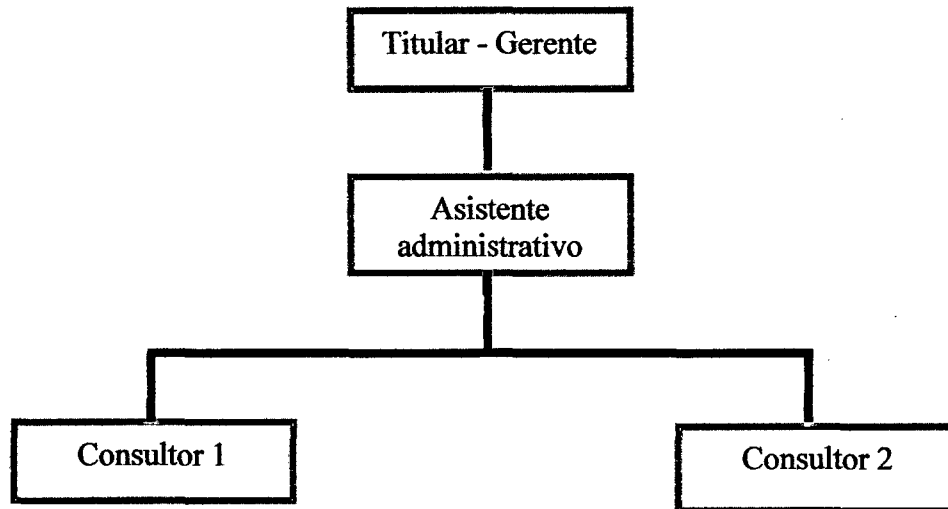 Titular - Gerente
Asistente
administrativo
Consultor 1
Consultor 2